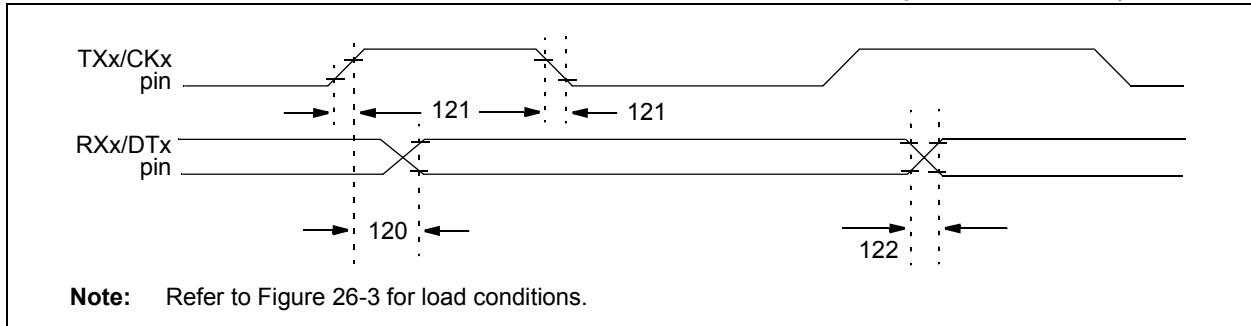 TXx/CKx
pin
121
121
RXx/DTx
pin
120
122
Note: Refer to Figure 26-3 for load conditions.